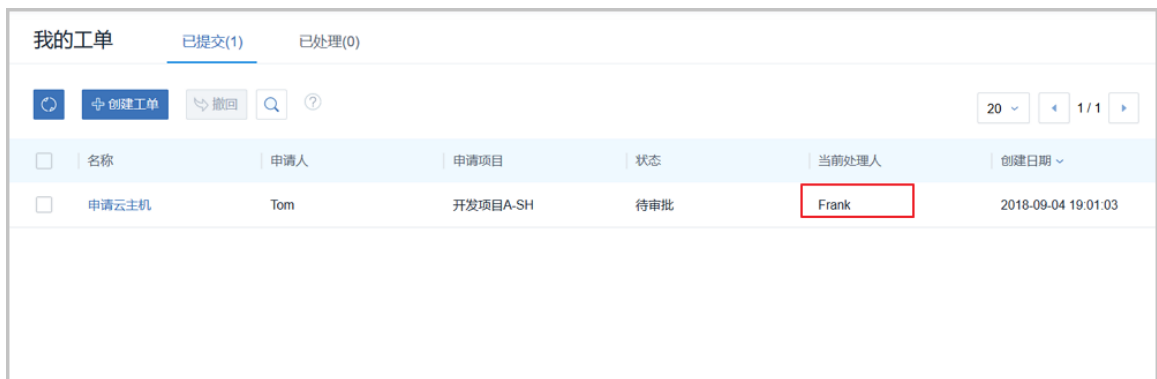 我的工单 已提交(1) 已处理(0)
创建工单 撤回 ? 20 1 / 1
名称 申请人 申请项目 状态 当前处理人 创建日期
申请云主机 Tom 开发项目A-SH 待审批 Frank 2018-09-04 19:01:03